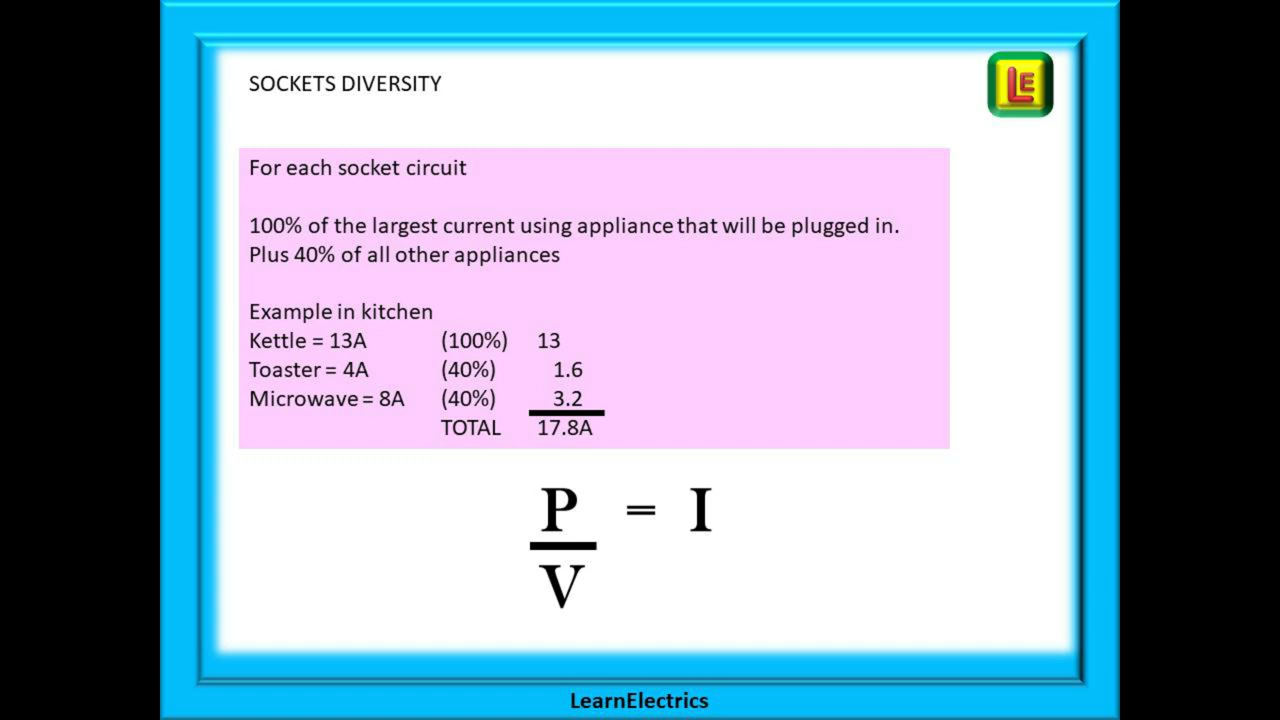 SOCKETS DIVERSITY
LE
For each socket circuit
100% of the largest current using appliance that will be plugged in.
Plus 40% of all other appliances
Example in kitchen
Kettle = 13A (100%) 13
Toaster = 4A (40%) 1.6
Microwave = 8A (40%) 3.2
TOTAL 17.8A
P = I
V
LearnElectrics